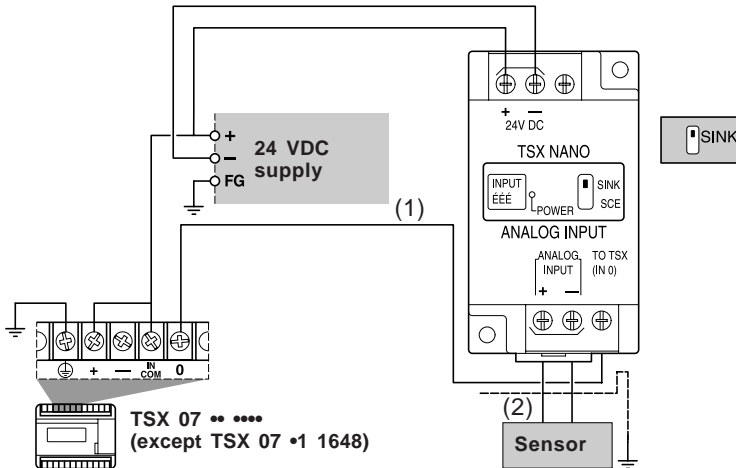 + —
24V DC
TSX NANO
INPUT
ÉÉÉ
POWER
SINK
SCE
ANALOG INPUT
ANALOG
INPUT
+ —
TO TSX
(IN 0)
SINK
+
–
FG
24 VDC
supply
(1)
+ — IN COM 0
TSX 07 •• ••••
(except TSX 07 •1 1648)
(2)
Sensor